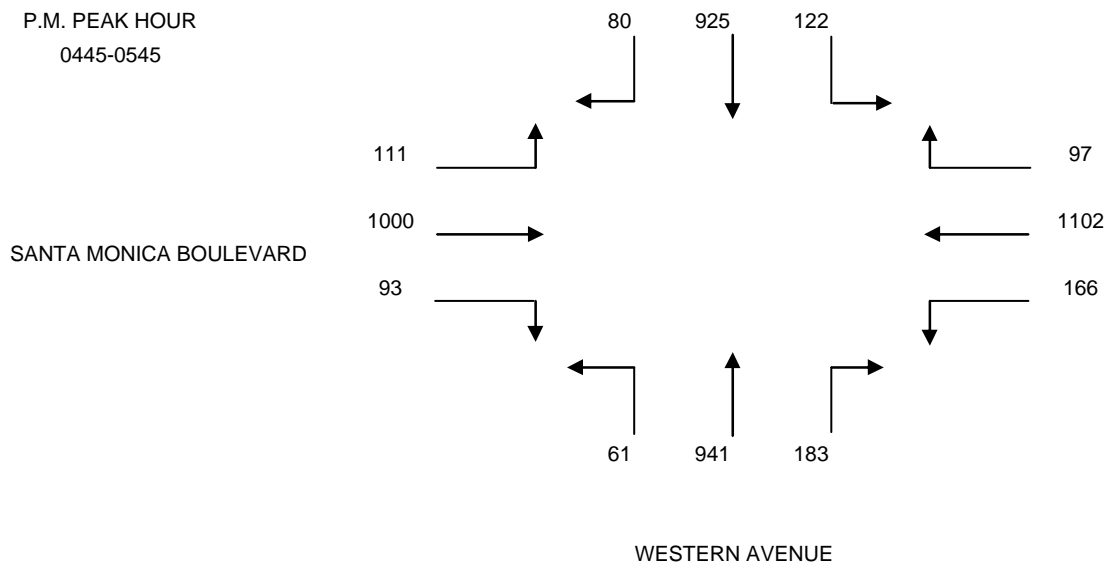 P.M. PEAK HOUR
0445-0545
80 925 122
111 97
1000 1102
SANTA MONICA BOULEVARD
93 166
61 941 183
WESTERN AVENUE